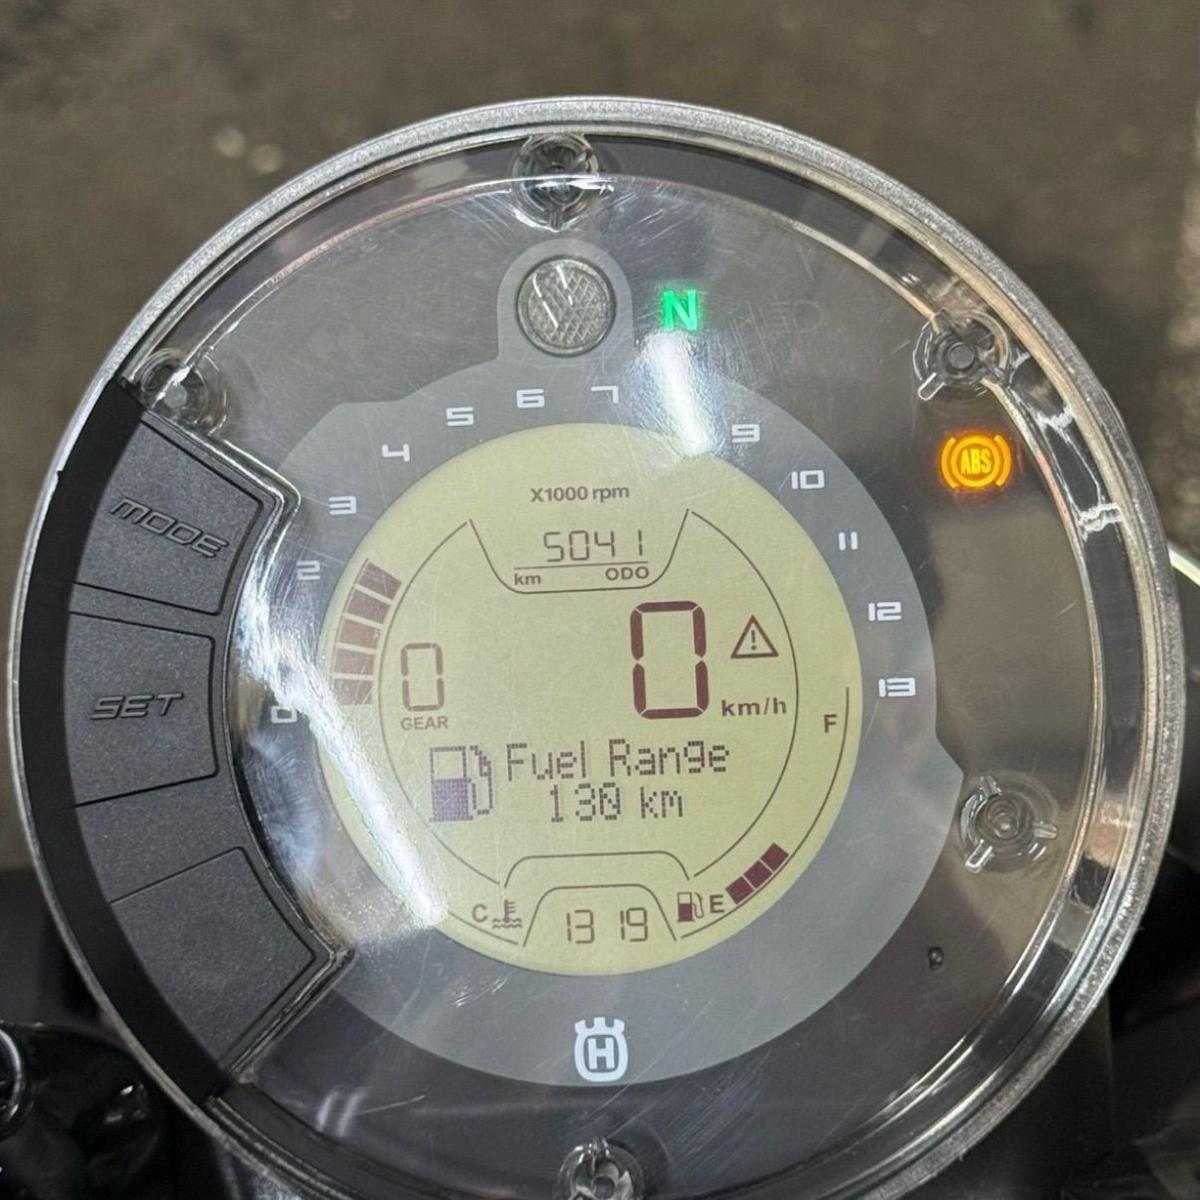 N
5 6 7
4 9
3 10
2 11
12
0 13
MODE
SET
ABS
X1000 rpm
5041
km ODO
0
GEAR
0
km/h
F
Fuel Range
130 km
C
E
13 19
H